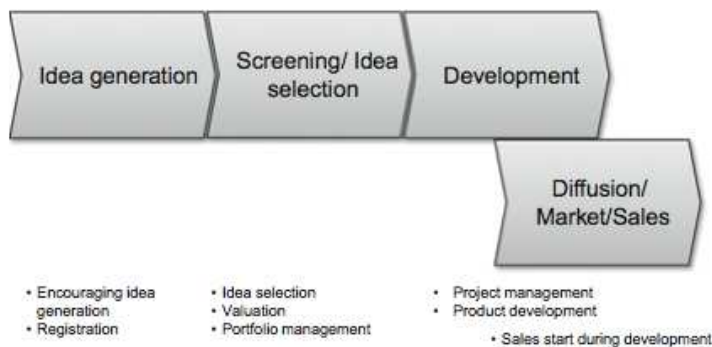 Idea generation
Screening/ Idea
selection
Development
Diffusion/
Market/Sales
• Encouraging idea
generation
• Registration
• Idea selection
• Valuation
• Portfolio management
• Project management
• Product development
• Sales start during development